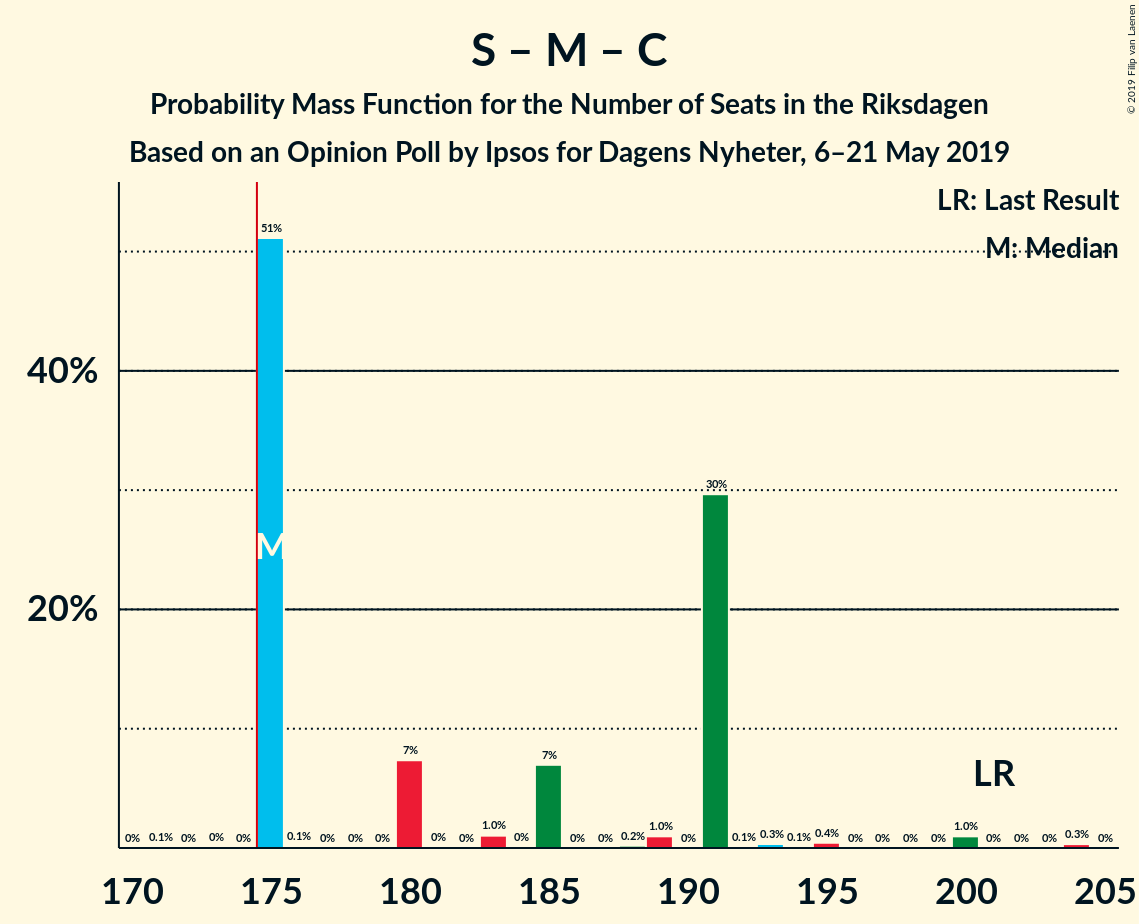 S – M – C
Probability Mass Function for the Number of Seats in the Riksdagen
Based on an Opinion Poll by Ipsos for Dagens Nyheter, 6–21 May 2019
© 2019 Filip van Laenen
LR: Last Result
M: Median
51%
40%
30%
M
20%
LR
7% 7%
0% 0.1% 0% 0% 0% 0.1% 0% 0% 0% 0% 0% 1.0% 0% 0% 0% 0.2% 1.0% 0% 0.1% 0.3% 0.1% 0.4% 0% 0% 0% 0% 1.0% 0% 0% 0% 0.3% 0%
170 175 180 185 190 195 200 205